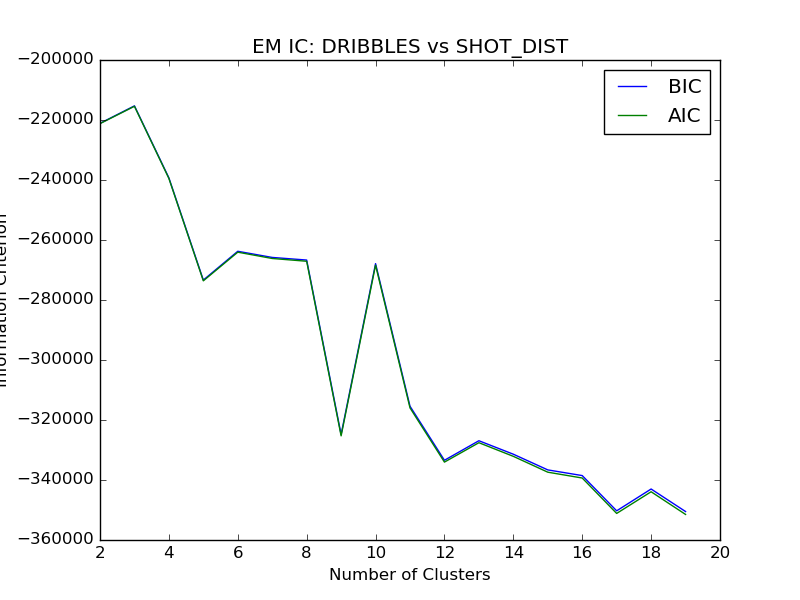 EM IC: DRIBBLES vs SHOT_DIST
BIC
AIC
−200000
−220000
−240000
−260000
−280000
−300000
−320000
−340000
−360000
Information Criterion
2 4 6 8 10 12 14 16 18 20
Number of Clusters